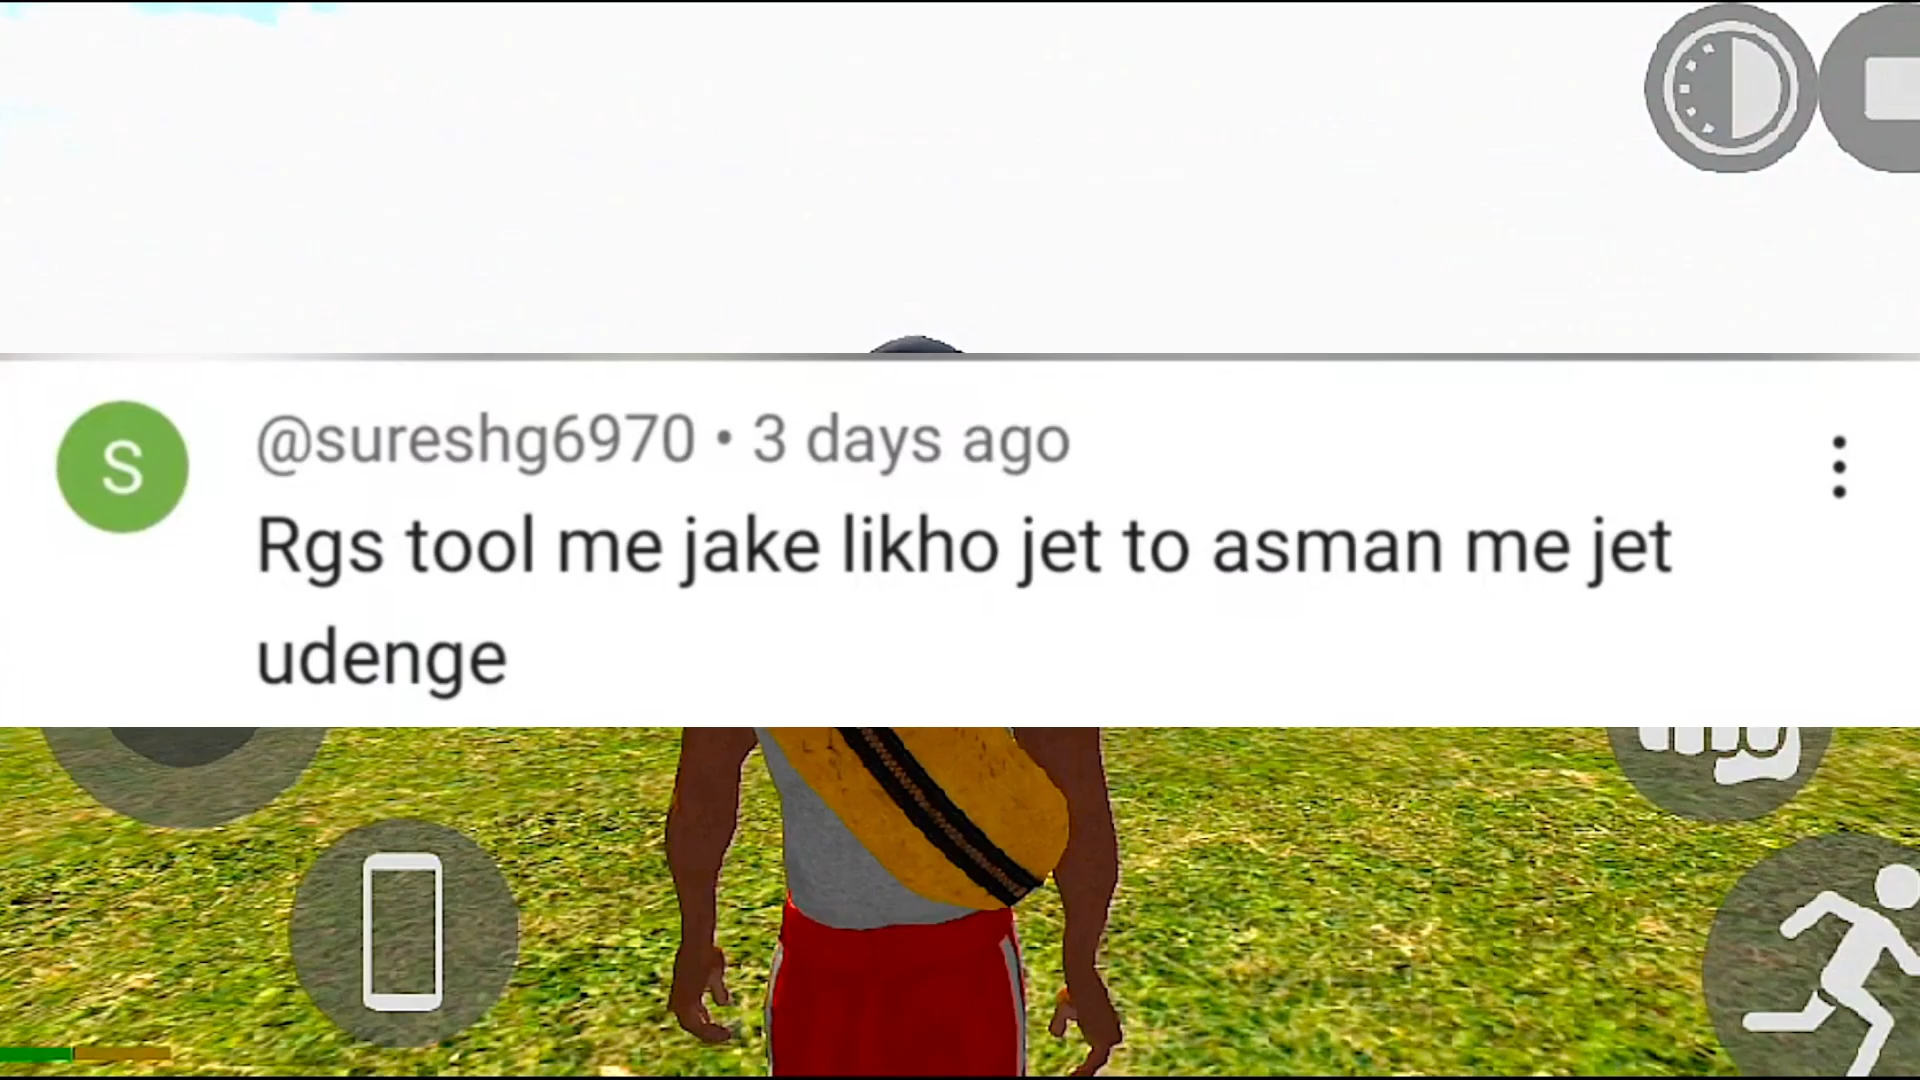 S
@sureshg6970 • 3 days ago
Rgs tool me jake likho jet to asman me jet
udenge